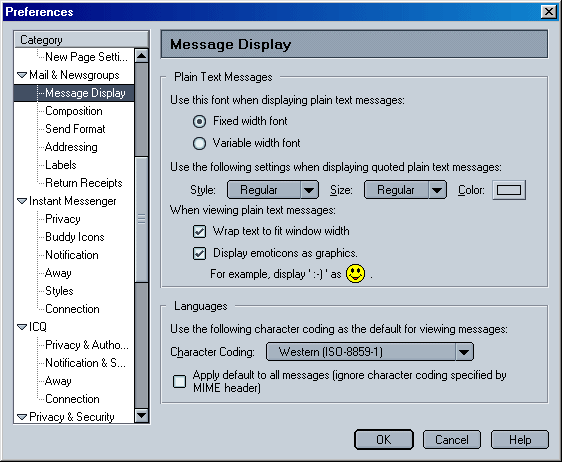 Preferences
Category
New Page Setti...
Mail & Newsgroups
Message Display
Composition
Send Format
Addressing
Labels
Return Receipts
Instant Messenger
Privacy
Buddy Icons
Notification
Away
Styles
Connection
ICQ
Privacy & Autho...
Notification & S...
Away
Connection
Privacy & Security
Message Display
Plain Text Messages
Use this font when displaying plain text messages:
Fixed width font
Variable width font
Use the following settings when displaying quoted plain text messages:
Style: Regular Size: Regular Color:
When viewing plain text messages:
Wrap text to fit window width
Display emoticons as graphics.
For example, display ' :-) ' as .
Languages
Use the following character coding as the default for viewing messages:
Character Coding: Western (ISO-8859-1)
Apply default to all messages (ignore character coding specified by
MIME header)
OK Cancel Help